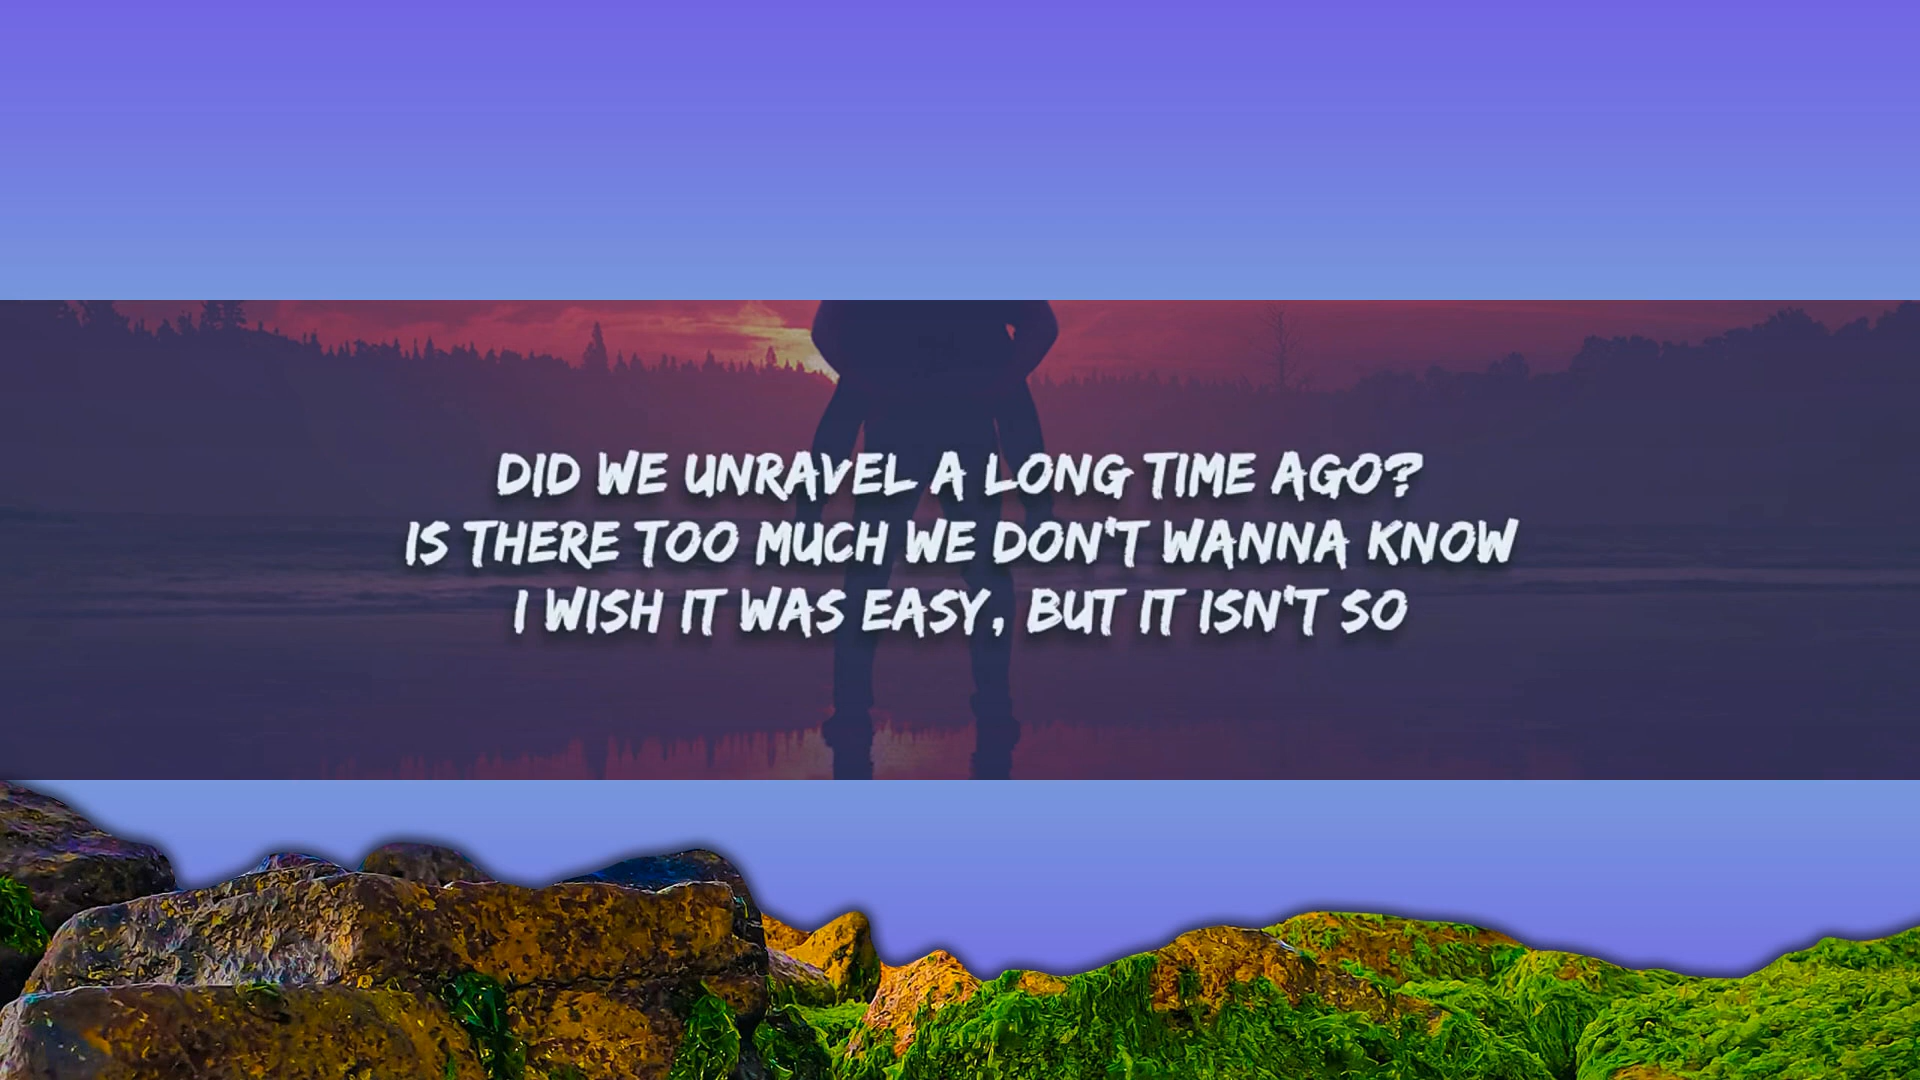 DID WE UNRAVEL A LONG TIME AGO?
IS THERE TOO MUCH WE DON'T WANNA KNOW
I WISH IT WAS EASY, BUT IT ISN'T SO